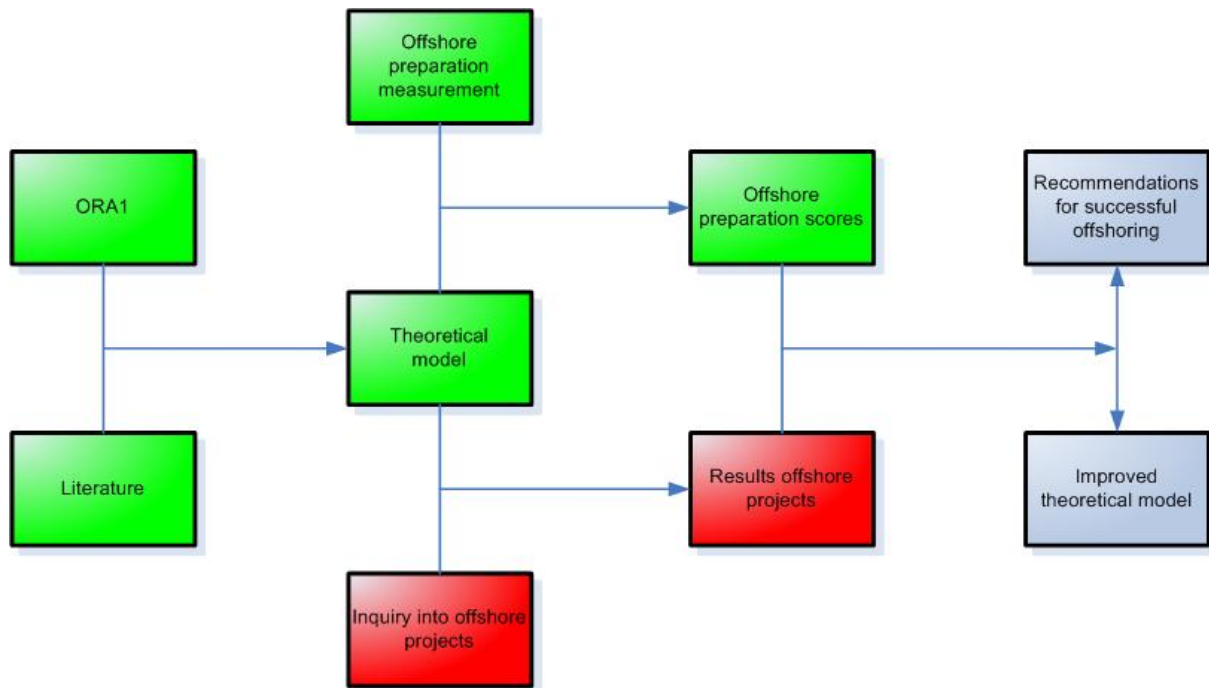 Offshore
preparation
measurement
ORA1
Offshore
preparation scores
Recommendations
for successful
offshoring
Theoretical
model
Literature
Results offshore
projects
Improved
theoretical model
Inquiry into offshore
projects